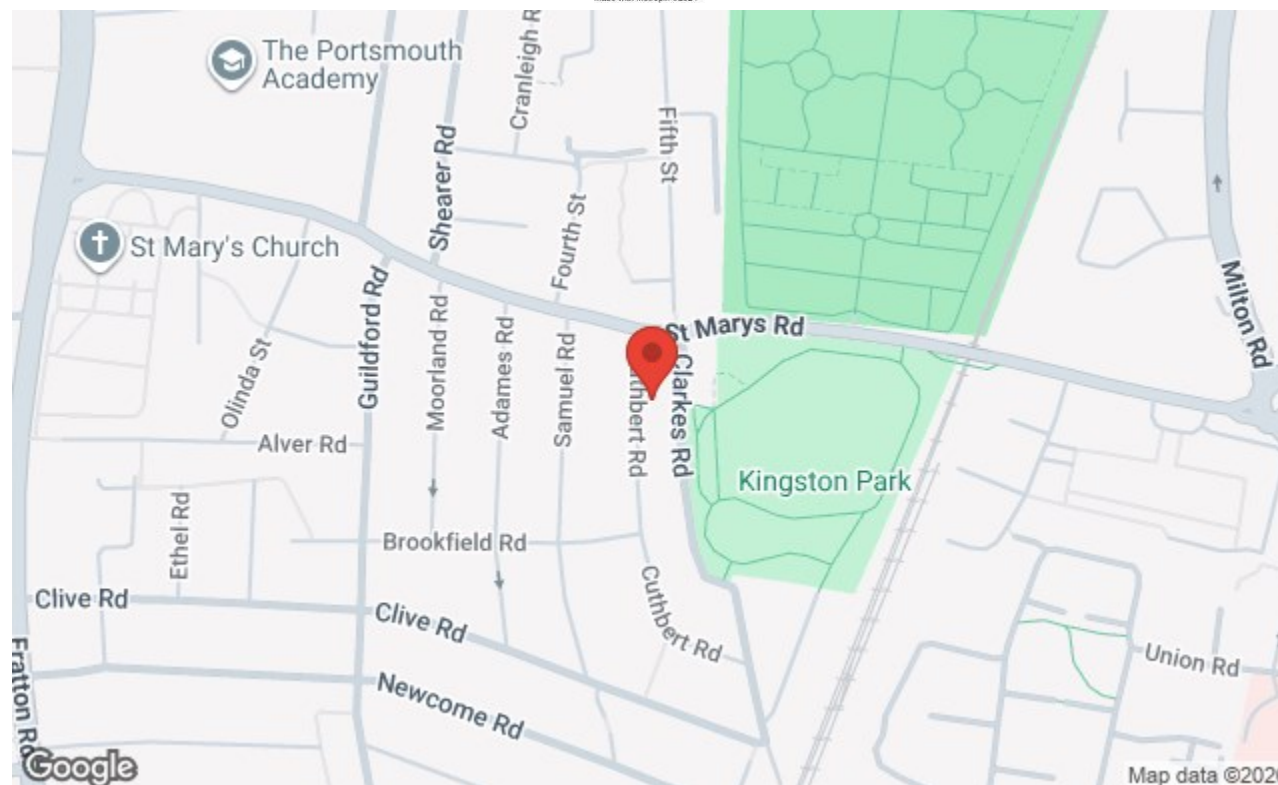 The Portsmouth
Academy
Cranleigh R
Shearer Rd
Fifth St
Fourth St
St Mary's Church
Milton Rd
St Marys Rd
Guildford Rd
Moorland Rd
Adames Rd
Samuel Rd
thbert Rd
Clarkes Rd
Olinda St
Alver Rd
Kingston Park
Ethel Rd
Brookfield Rd
Clive Rd
Clive Rd
Cuthbert Rd
Union Rd
Fratton Rd
Newcome Rd
Google
Map data ©202